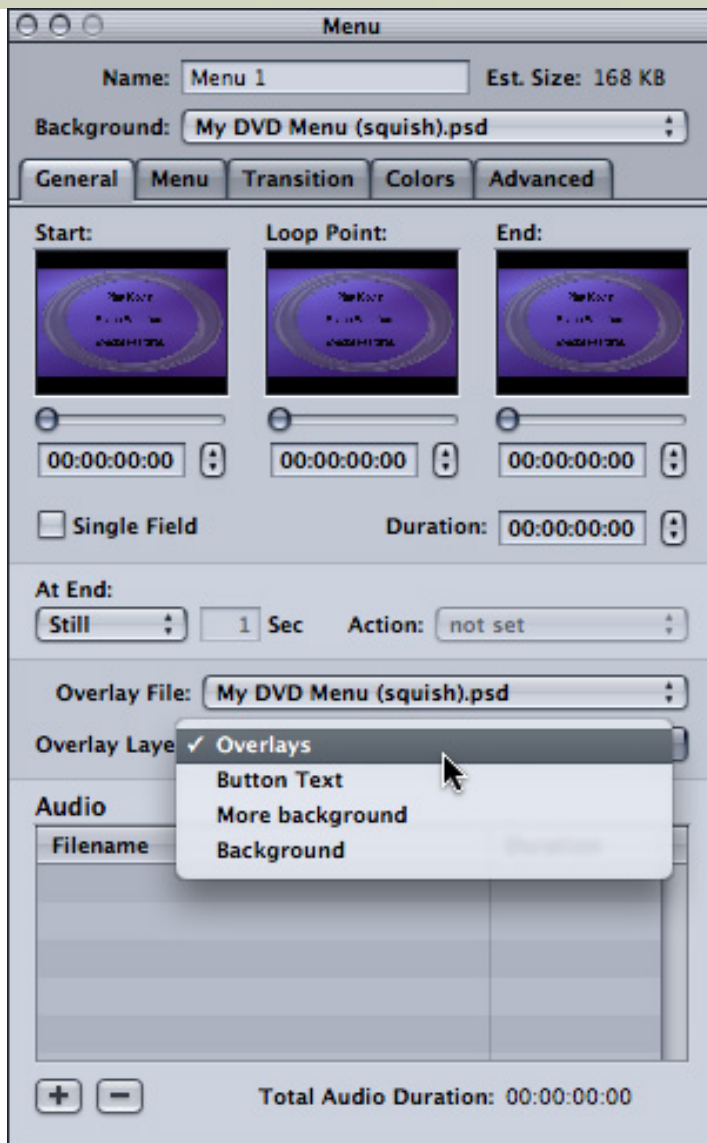 Menu
Name: Menu 1 Est. Size: 168 KB
Background: My DVD Menu (squish).psd
General Menu Transition Colors Advanced
Start: Loop Point: End:
00:00:00:00 00:00:00:00 00:00:00:00
Single Field Duration: 00:00:00:00
At End:
Still 1 Sec Action: not set
Overlay File: My DVD Menu (squish).psd
Overlay Laye ✓ Overlays
Button Text
More background
Background
Audio
Filename Duration
Total Audio Duration: 00:00:00:00